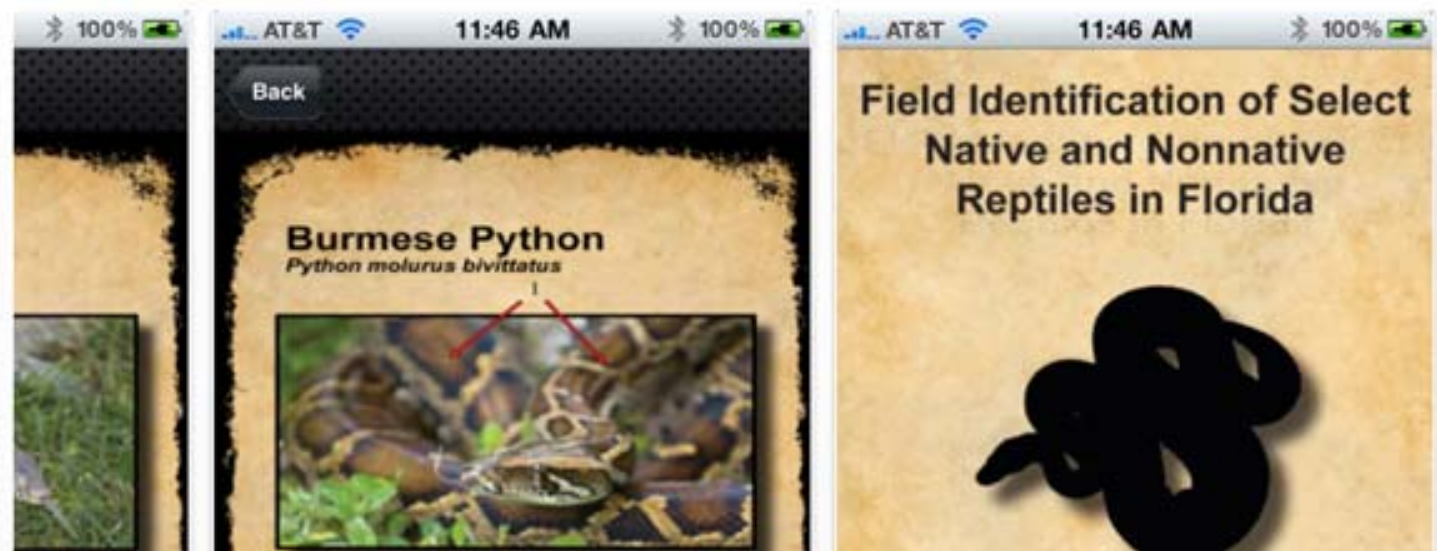 100%
AT&T 11:46 AM 100%
Back
Burmese Python
Python molurus bivittatus
1
AT&T 11:46 AM 100%
Field Identification of Select
Native and Nonnative
Reptiles in Florida